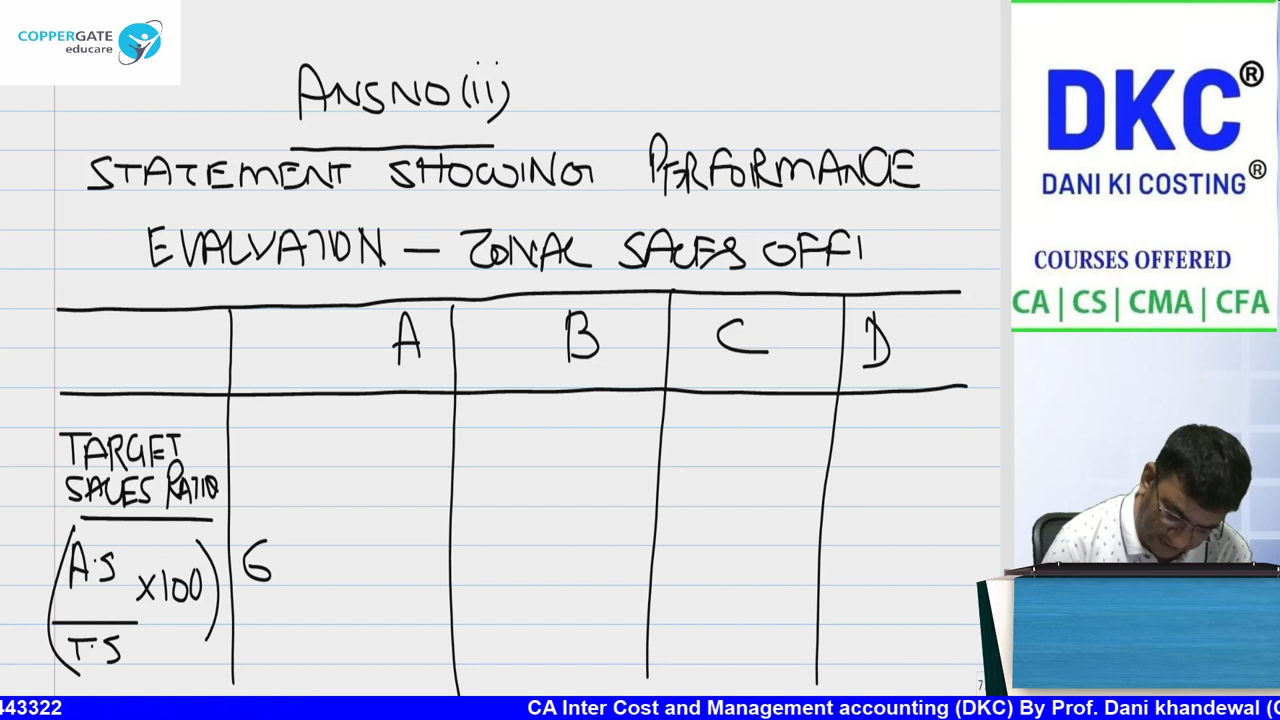 COPPERGATE
educare
ANS NO (ii)
STATEMENT SHOWING PERFORMANCE
EVALUATION – ZONAL SALES OFFI
A B C D
TARGET
SALES RATIO
(A.S
X100) 6
T.S
DKC®
DANI KI COSTING®
COURSES OFFERED
CA | CS | CMA | CFA
7
443322 CA Inter Cost and Management accounting (DKC) By Prof. Dani khandewal (C